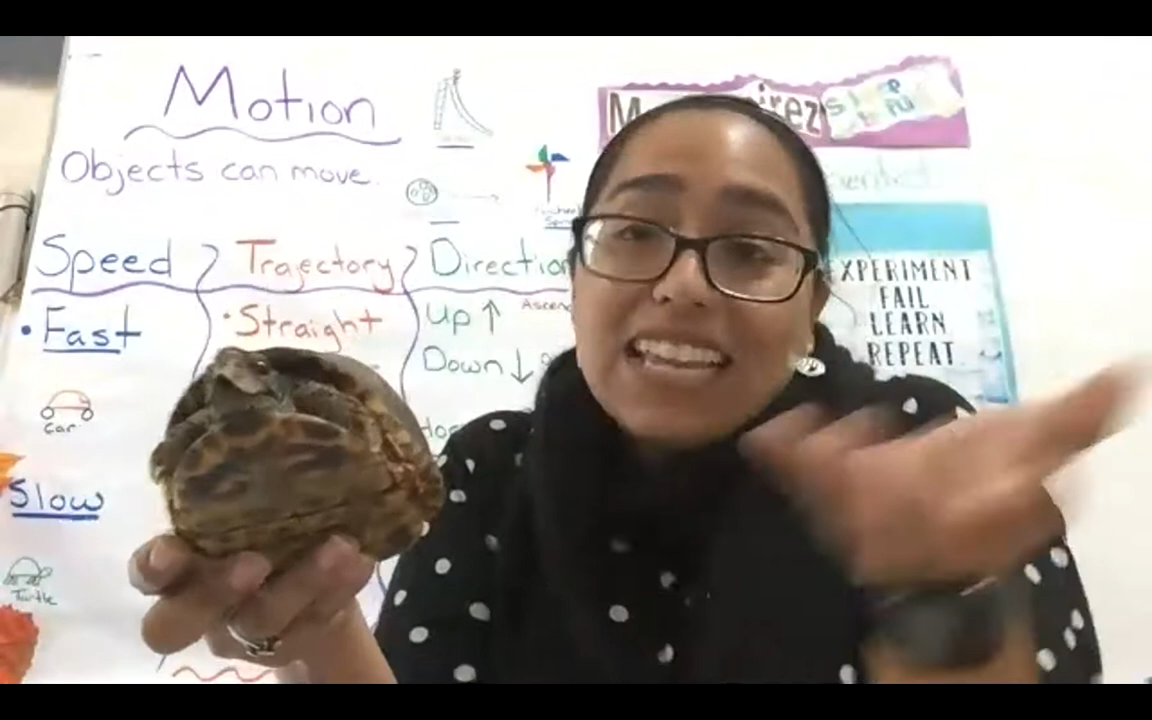 Motion
Objects can move.
Speed
• Fast
Car
Slow
Turtle
Trajectory
• Straight
Direction
Up ↑
Down ↓
EXPERIMENT
FAIL
LEARN
REPEAT